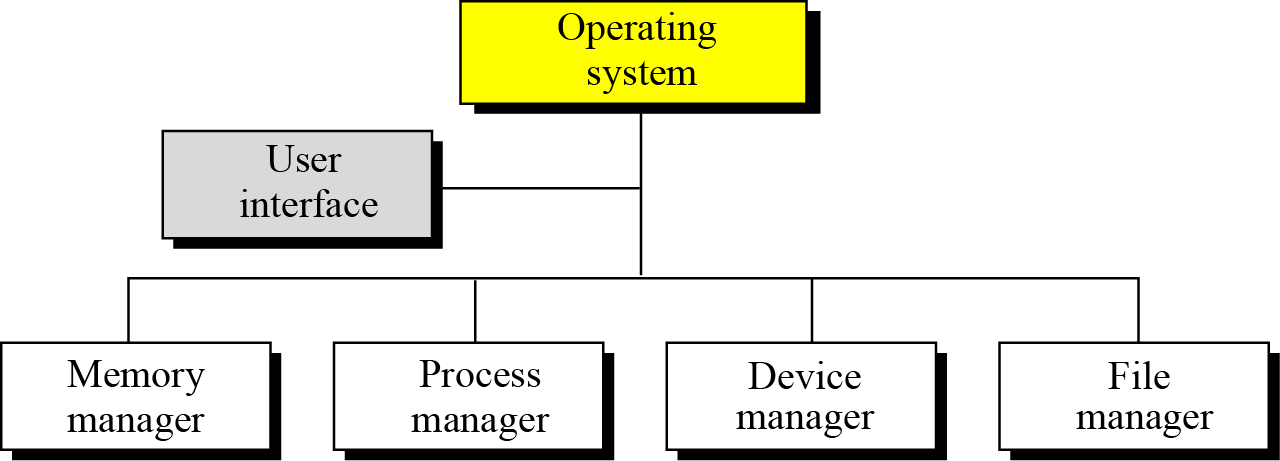 Operating
system
User
interface
Memory
manager
Process
manager
Device
manager
File
manager